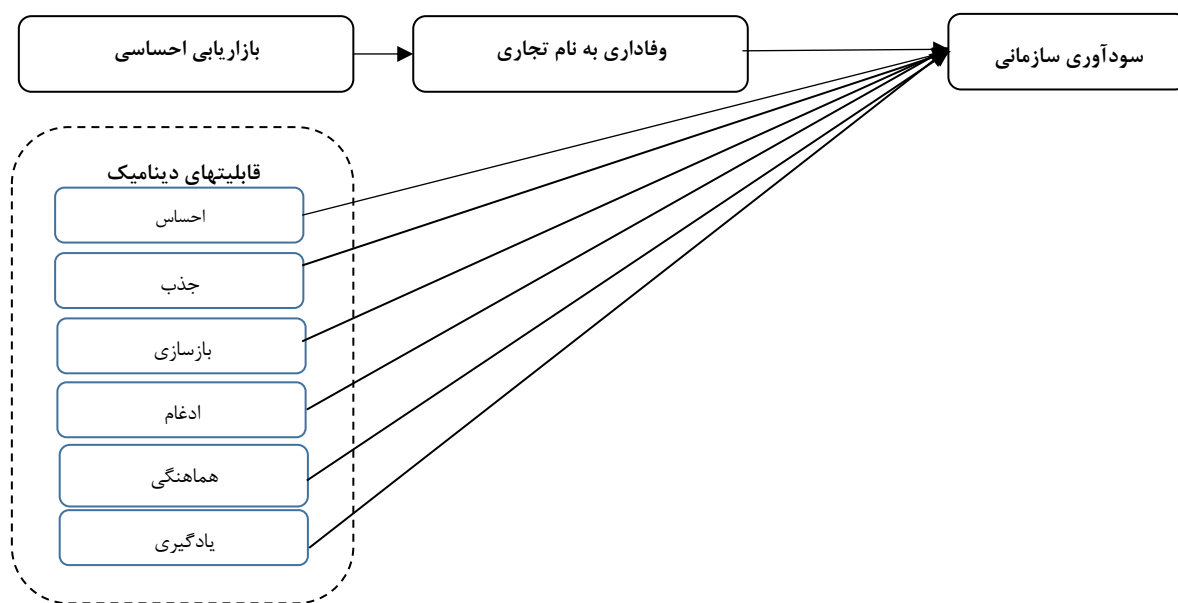 بازاریابی احساسی
وفاداری به نام تجاری
سودآوری سازمانی
قابلیتهای دینامیک
احساس
جذب
بازسازی
ادغام
هماهنگی
یادگیری